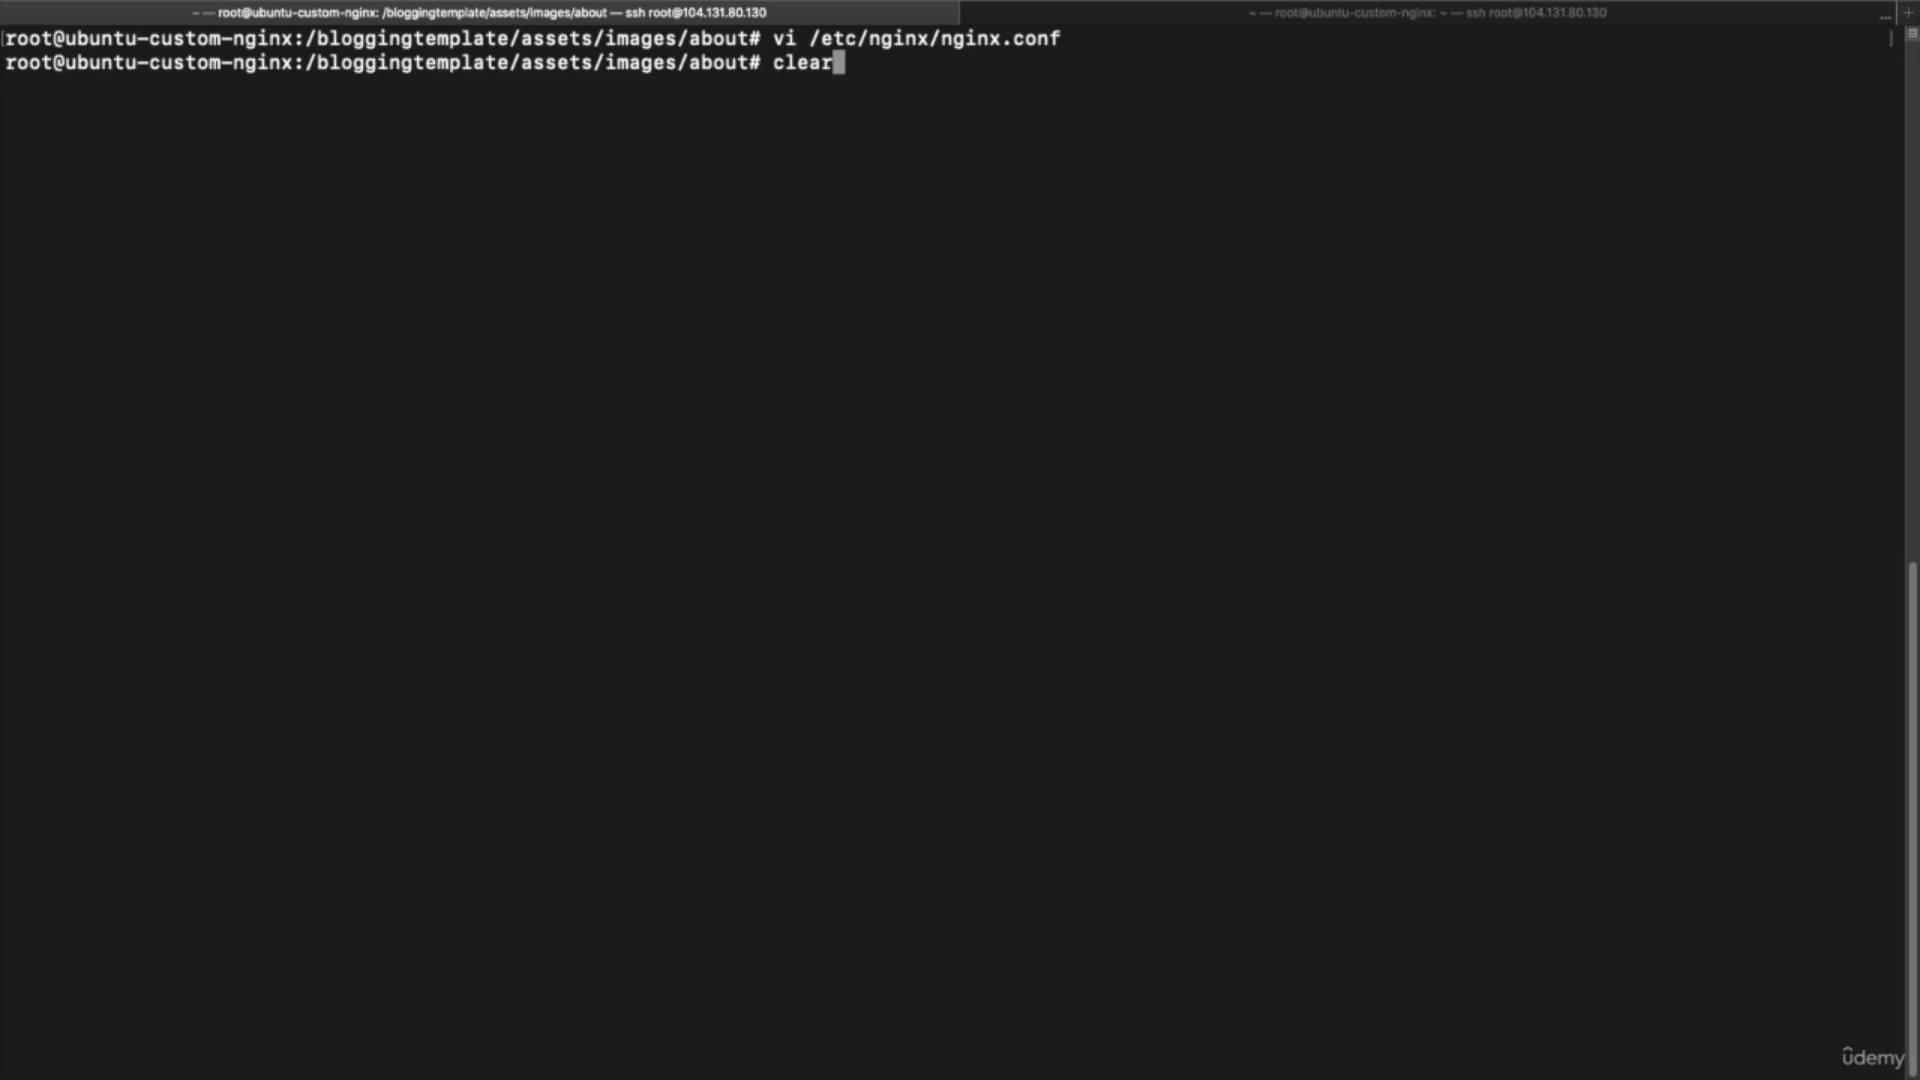 ~ — root@ubuntu-custom-nginx: /bloggingtemplate/assets/images/about — ssh root@104.131.80.130
~ — root@ubuntu-custom-nginx: ~ — ssh root@104.131.80.130
... +
[root@ubuntu-custom-nginx:/bloggingtemplate/assets/images/about# vi /etc/nginx/nginx.conf ]
root@ubuntu-custom-nginx:/bloggingtemplate/assets/images/about# clear
ûdemy